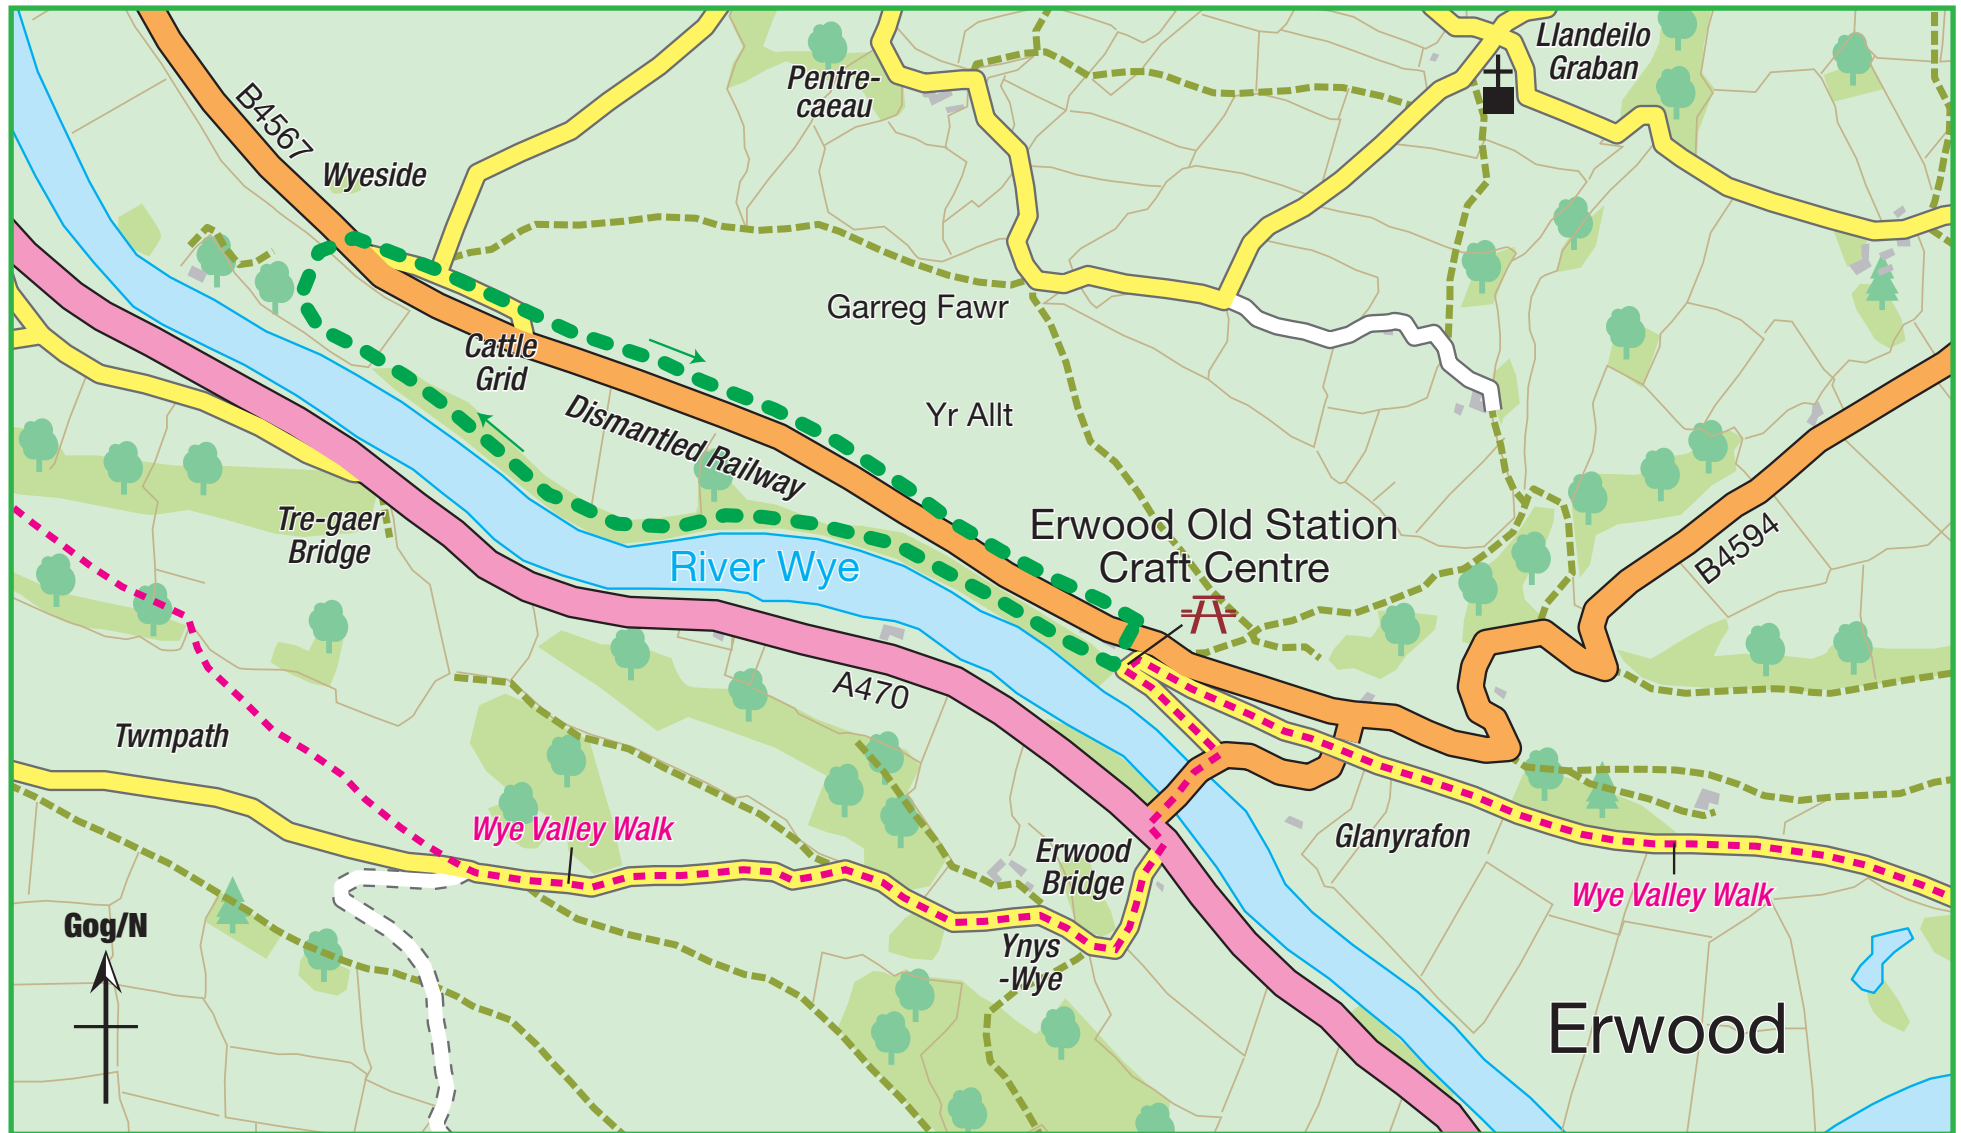 Llandeilo
Graban
Pentre-
caeau
B4567
Wyeside
Garreg Fawr
Cattle
Grid
Yr Allt
Dismantled Railway
Tre-gaer
Bridge
Erwood Old Station
Craft Centre
B4594
River Wye
A470
Twmpath
Wye Valley Walk
Glanyrafon
Erwood
Bridge
Wye Valley Walk
Gog/N
Ynys
-Wye
Erwood